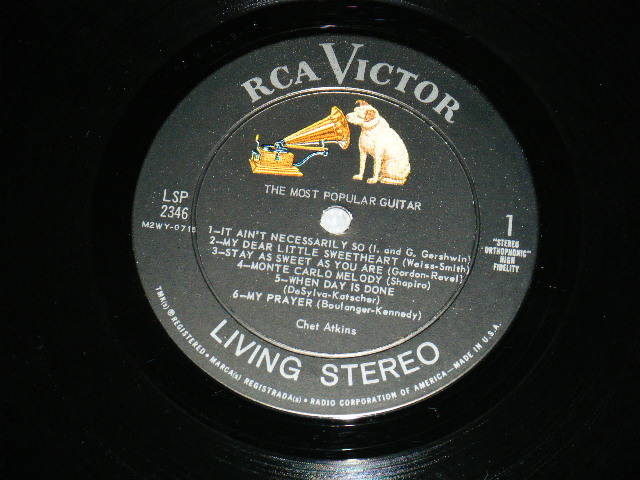 RCA VICTOR
THE MOST POPULAR GUITAR
LSP
2346
M2WY-0718
1
"STEREO
ORTHOPHONIC"
HIGH
FIDELITY
1—IT AIN'T NECESSARILY SO (I. and G. Gershwin)
2—MY DEAR LITTLE SWEETHEART (Weiss-Smith)
3—STAY AS SWEET AS YOU ARE (Gordon-Revel)
4—MONTE CARLO MELODY (Shapiro)
5—WHEN DAY IS DONE
(DeSylva-Katscher)
6—MY PRAYER (Boulanger-Kennedy)
Chet Atkins
LIVING STEREO
TMK(s) ® REGISTERED • MARCA(s) REGISTRADA(s) • RADIO CORPORATION OF AMERICA—MADE IN U.S.A.